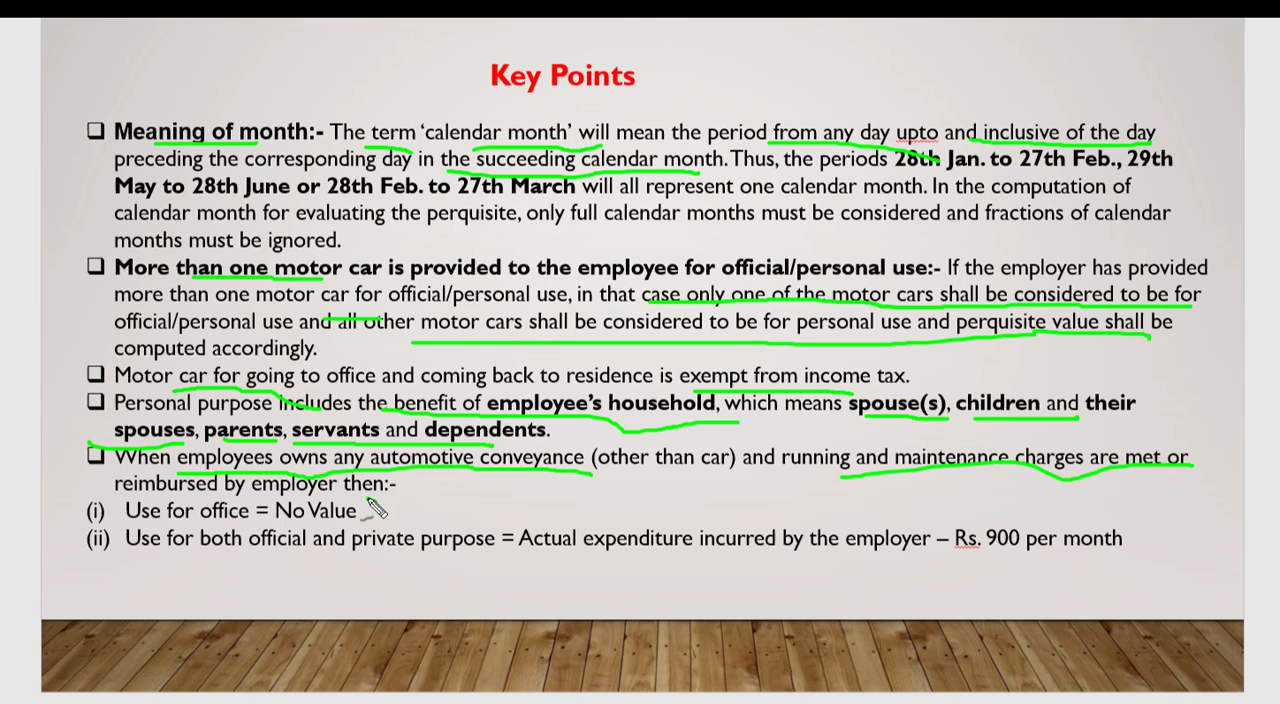 Key Points
❑ Meaning of month:- The term ‘calendar month’ will mean the period from any day upto and inclusive of the day
preceding the corresponding day in the succeeding calendar month. Thus, the periods 28th Jan. to 27th Feb., 29th
May to 28th June or 28th Feb. to 27th March will all represent one calendar month. In the computation of
calendar month for evaluating the perquisite, only full calendar months must be considered and fractions of calendar
months must be ignored.
❑ More than one motor car is provided to the employee for official/personal use:- If the employer has provided
more than one motor car for official/personal use, in that case only one of the motor cars shall be considered to be for
official/personal use and all other motor cars shall be considered to be for personal use and perquisite value shall be
computed accordingly.
❑ Motor car for going to office and coming back to residence is exempt from income tax.
❑ Personal purpose includes the benefit of employee’s household, which means spouse(s), children and their
spouses, parents, servants and dependents.
❑ When employees owns any automotive conveyance (other than car) and running and maintenance charges are met or
reimbursed by employer then:-
(i) Use for office = No Value
(ii) Use for both official and private purpose = Actual expenditure incurred by the employer – Rs. 900 per month